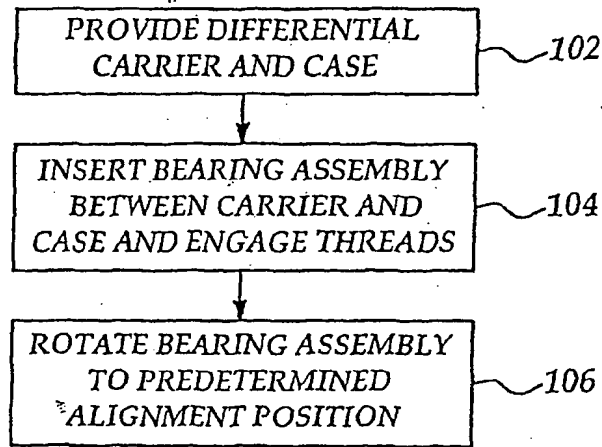 PROVIDE DIFFERENTIAL
CARRIER AND CASE
102
INSERT BEARING ASSEMBLY
BETWEEN CARRIER AND
CASE AND ENGAGE THREADS
104
ROTATE BEARING ASSEMBLY
TO PREDETERMINED
ALIGNMENT POSITION
106